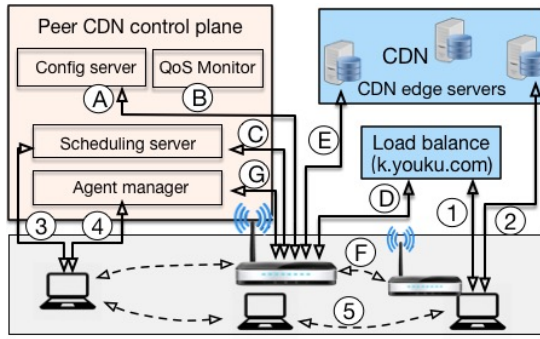 Peer CDN control plane
Config server
QoS Monitor
A
B
CDN
CDN edge servers
Scheduling server
C
E
Load balance
(k.youku.com)
Agent manager
G
D
3
4
1
2
F
5